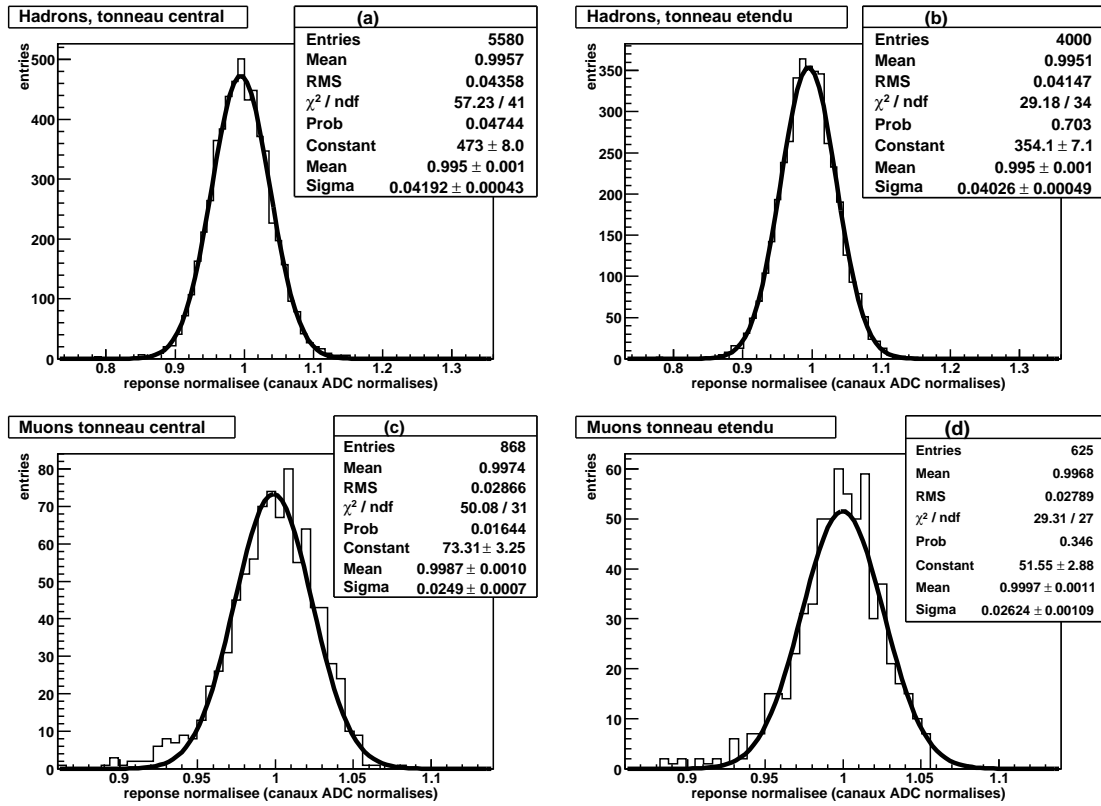 Hadrons, tonneau central
(a)
Entries 5580
Mean 0.9957
RMS 0.04358
χ² / ndf 57.23 / 41
Prob 0.04744
Constant 473 ± 8.0
Mean 0.995 ± 0.001
Sigma 0.04192 ± 0.00043
entries
500
400
300
200
100
0
0.8 0.9 1 1.1 1.2 1.3
reponse normalisee (canaux ADC normalises)
Hadrons, tonneau etendu
(b)
Entries 4000
Mean 0.9951
RMS 0.04147
χ² / ndf 29.18 / 34
Prob 0.703
Constant 354.1 ± 7.1
Mean 0.995 ± 0.001
Sigma 0.04026 ± 0.00049
entries
350
300
250
200
150
100
50
0
0.8 0.9 1 1.1 1.2 1.3
reponse normalisee (canaux ADC normalises)
Muons tonneau central
(c)
Entries 868
Mean 0.9974
RMS 0.02866
χ² / ndf 50.08 / 31
Prob 0.01644
Constant 73.31 ± 3.25
Mean 0.9987 ± 0.0010
Sigma 0.0249 ± 0.0007
entries
80
70
60
50
40
30
20
10
0
0.9 0.95 1 1.05 1.1
reponse normalisee (canaux ADC normalises)
Muons tonneau etendu
(d)
Entries 625
Mean 0.9968
RMS 0.02789
χ² / ndf 29.31 / 27
Prob 0.346
Constant 51.55 ± 2.88
Mean 0.9997 ± 0.0011
Sigma 0.02624 ± 0.00109
entries
60
50
40
30
20
10
0
0.9 0.95 1 1.05 1.1
reponse normalisee (canaux ADC normalises)